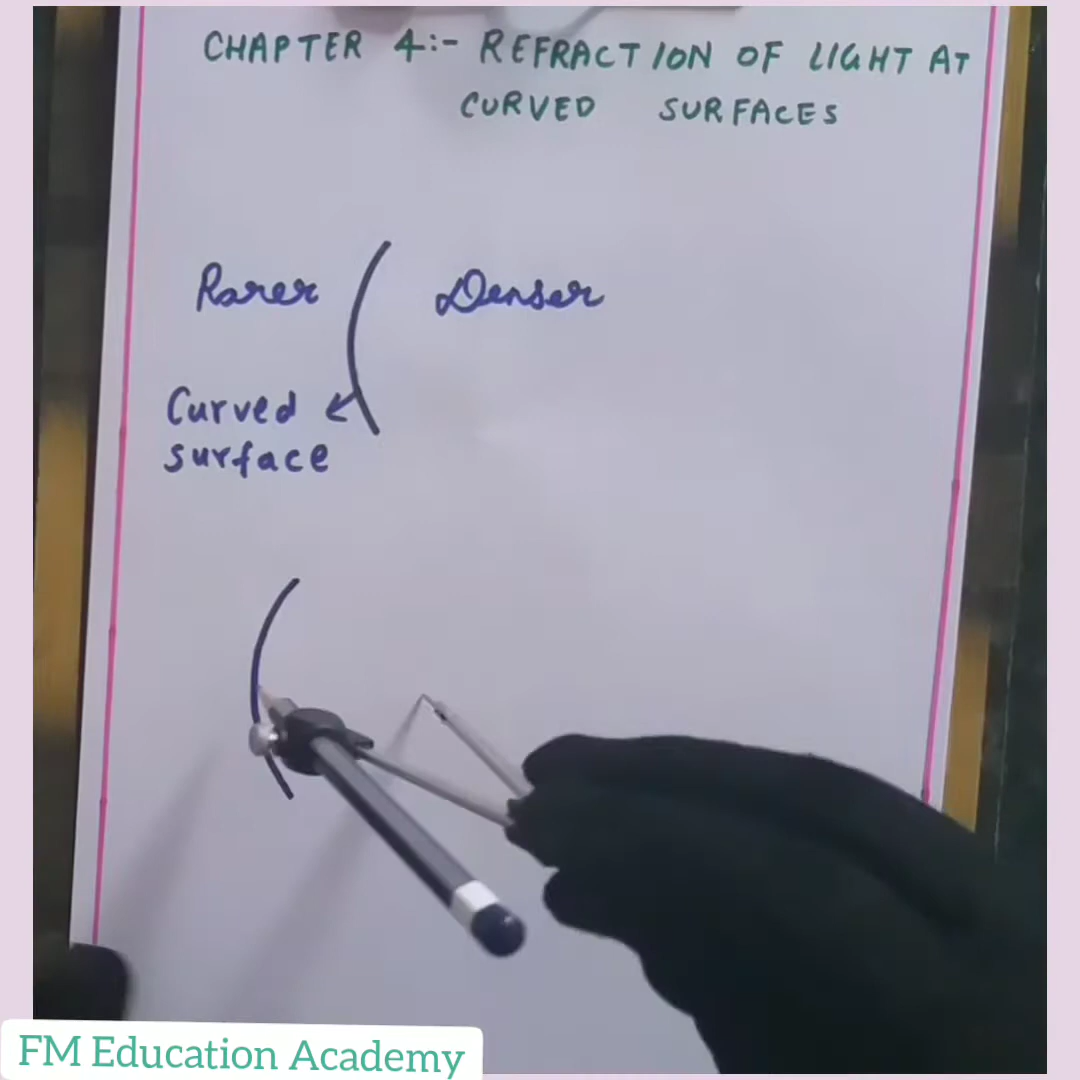 CHAPTER 4:- REFRACTION OF LIGHT AT
CURVED SURFACES
Rarer Denser
Curved
surface
FM Education Academy